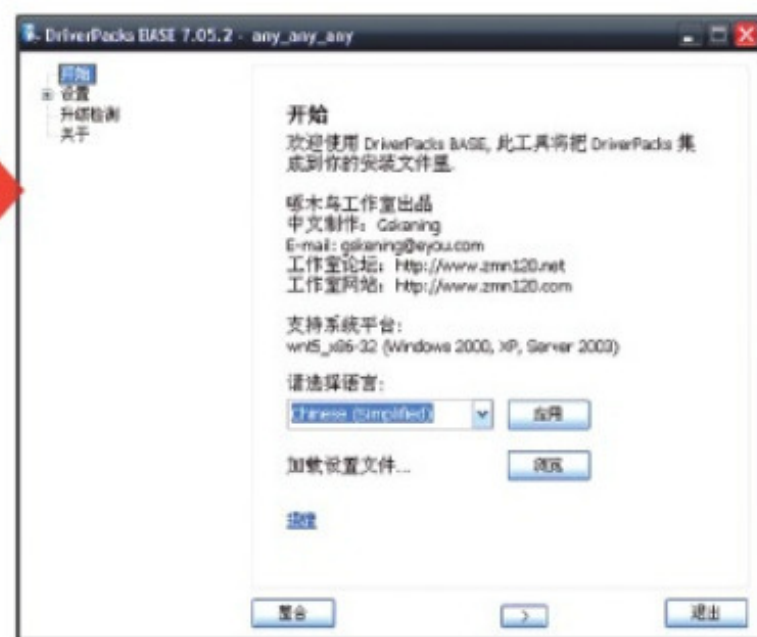 DriverPacks BASE 7.05.2 - any_any_any
开始
设置
升级检测
关于
开始
欢迎使用 DriverPacks BASE, 此工具将把 DriverPacks 集
成到你的安装文件里.
啄木鸟工作室出品
中文制作: Gskening
E-mail: gskening@eyou.com
工作室论坛: http://www.zmn120.net
工作室网站: http://www.zmn120.com
支持系统平台:
wnt5_x86-32 (Windows 2000, XP, Server 2003)
请选择语言:
Chinese (Simplified)
应用
加载设置文件...
浏览
整合
>
退出